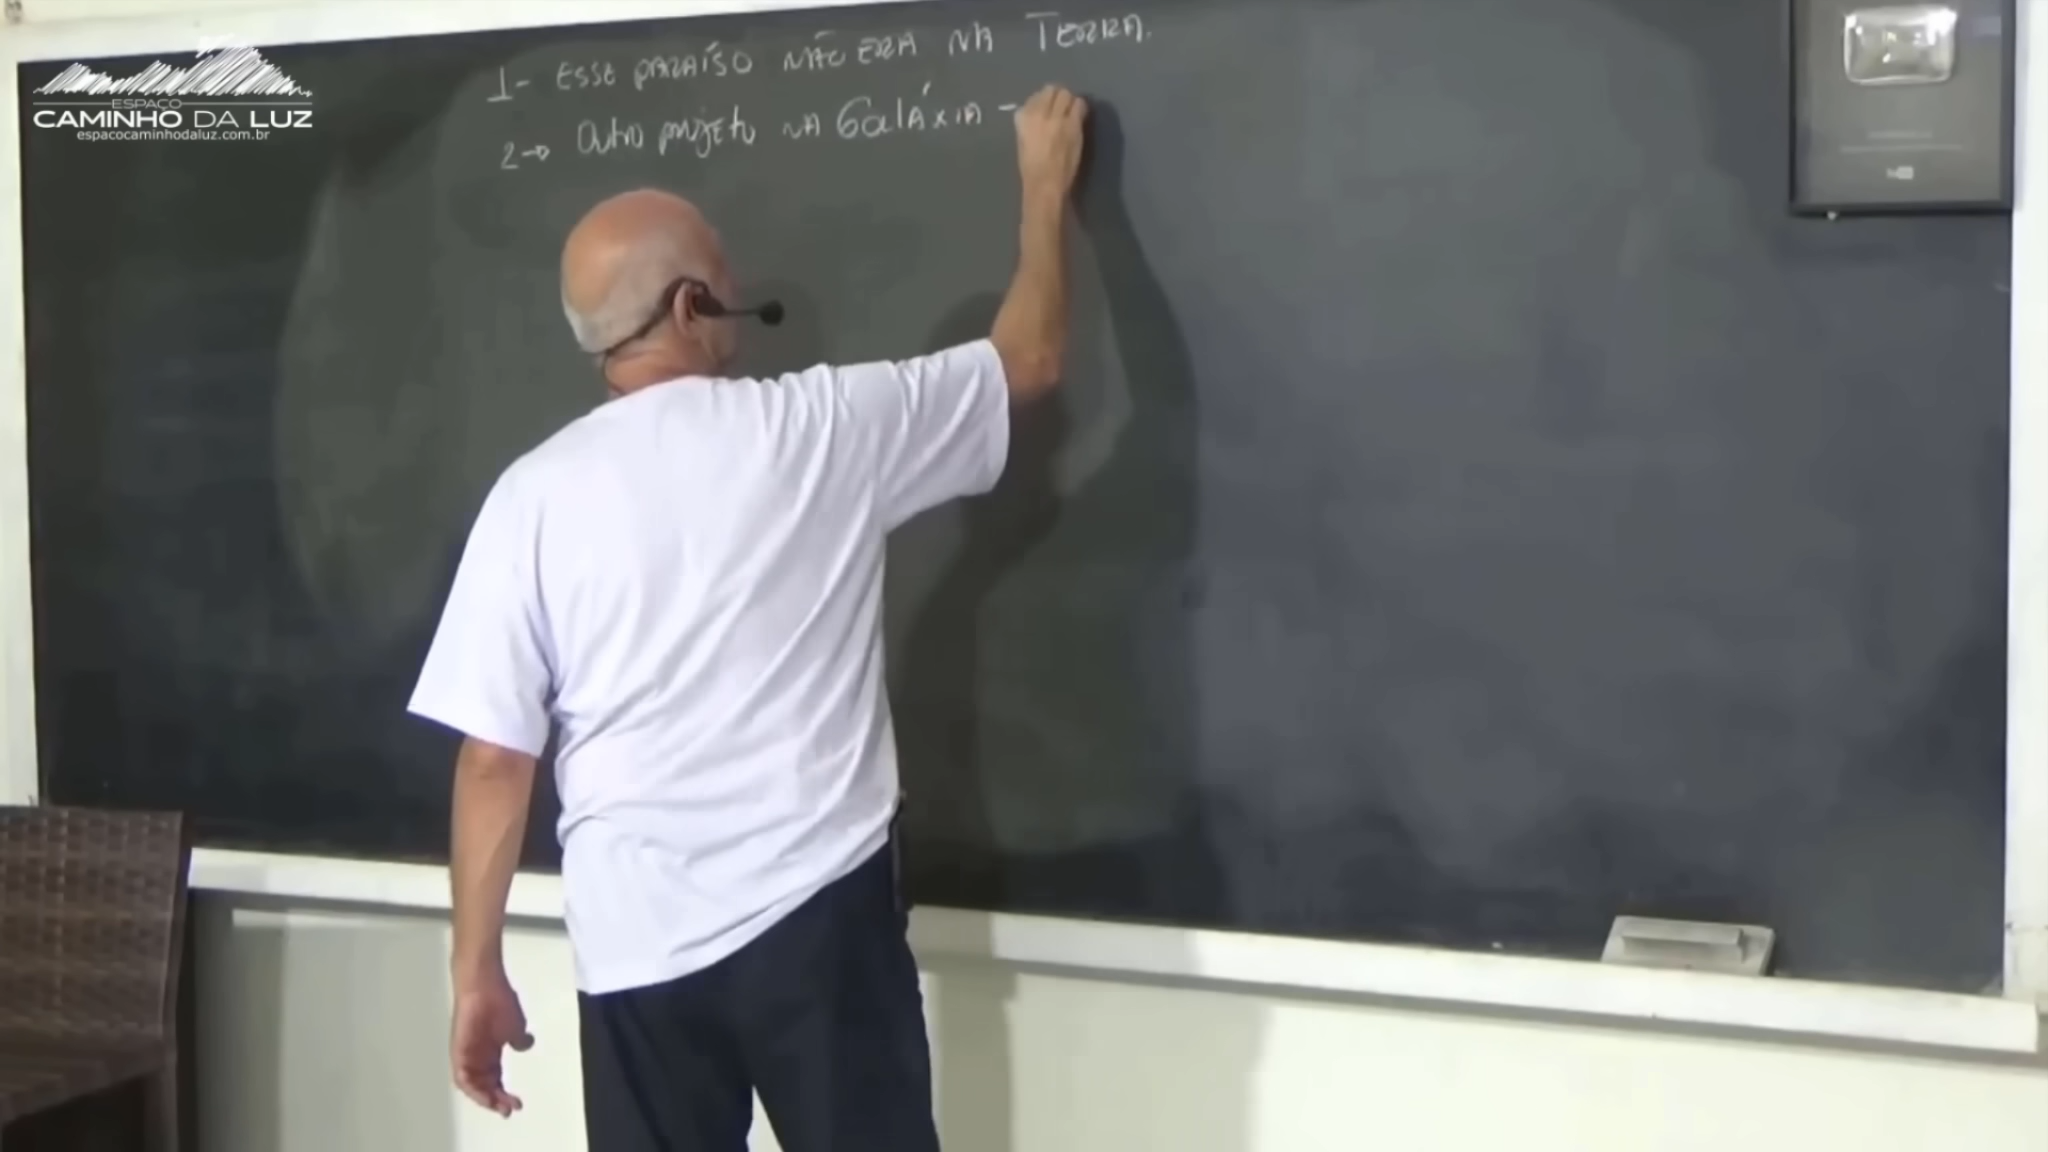 ESPAÇO
CAMINHO DA LUZ
espacocaminhodaluz.com.br
1- ESSE PARAÍSO NÃO ERA NA TERRA.
2→ Outro projeto NA GalÁxIA -